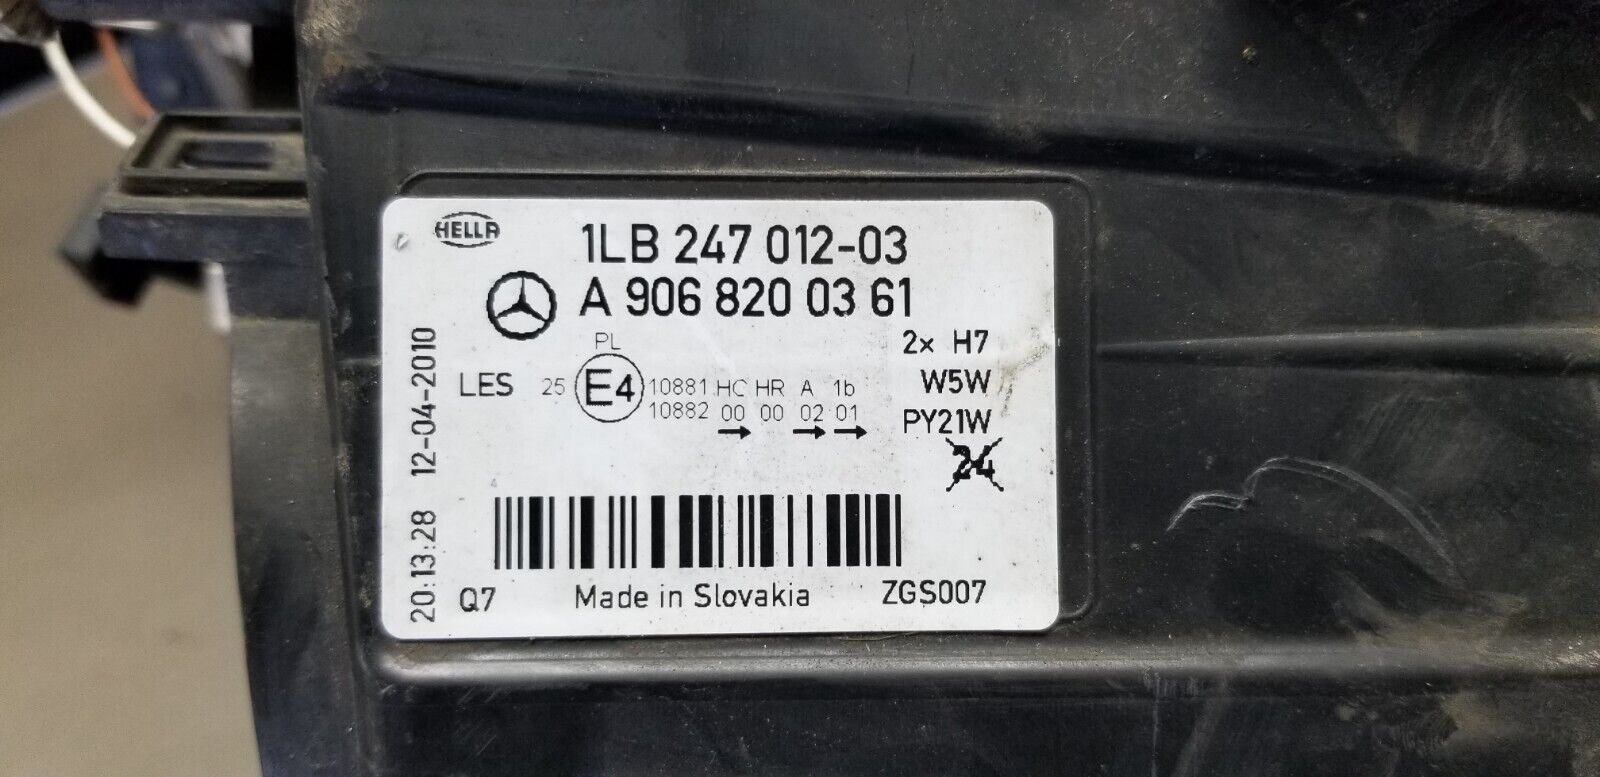 HELLA
1LB 247 012-03
A 906 820 03 61
PL
2x H7
LES 25 E4 10881 HC HR A 1b
W5W
10882 00 00 02 01
PY21W
24
20:13:28 12-04-2010
Q7 Made in Slovakia ZGS007